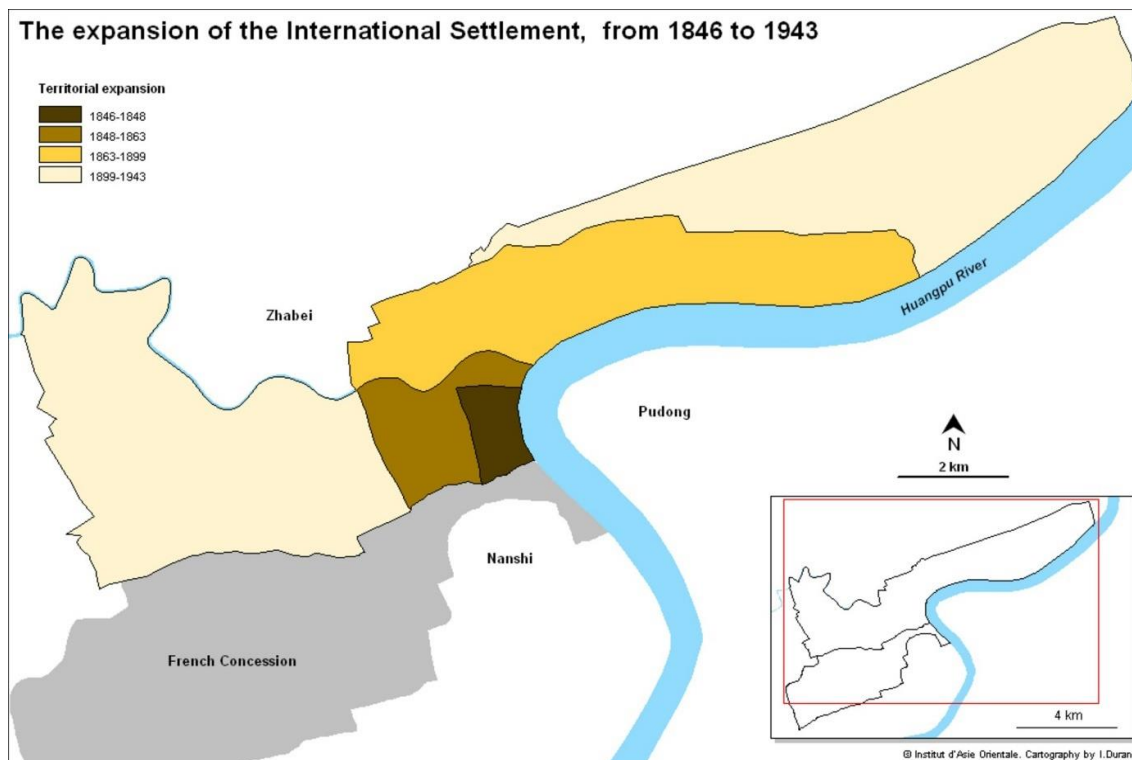 The expansion of the International Settlement, from 1846 to 1943
Territorial expansion
1846-1848
1848-1863
1863-1899
1899-1943
Zhabei
Huangpu River
Pudong
N
2 km
Nanshi
French Concession
4 km
© Institut d'Asie Orientale. Cartography by I.Duran